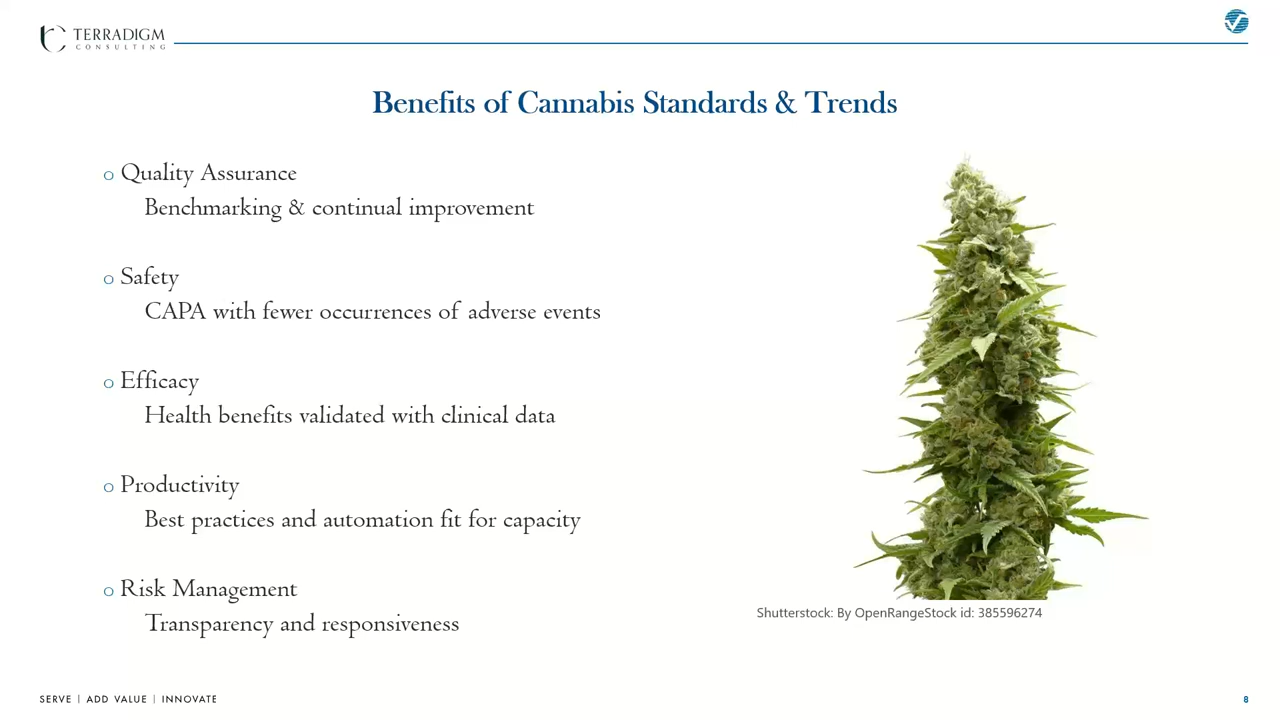 TERRADIGM
CONSULTING
Benefits of Cannabis Standards & Trends
o Quality Assurance
Benchmarking & continual improvement
o Safety
CAPA with fewer occurrences of adverse events
o Efficacy
Health benefits validated with clinical data
o Productivity
Best practices and automation fit for capacity
o Risk Management
Transparency and responsiveness
Shutterstock: By OpenRangeStock id: 385596274
SERVE | ADD VALUE | INNOVATE
8